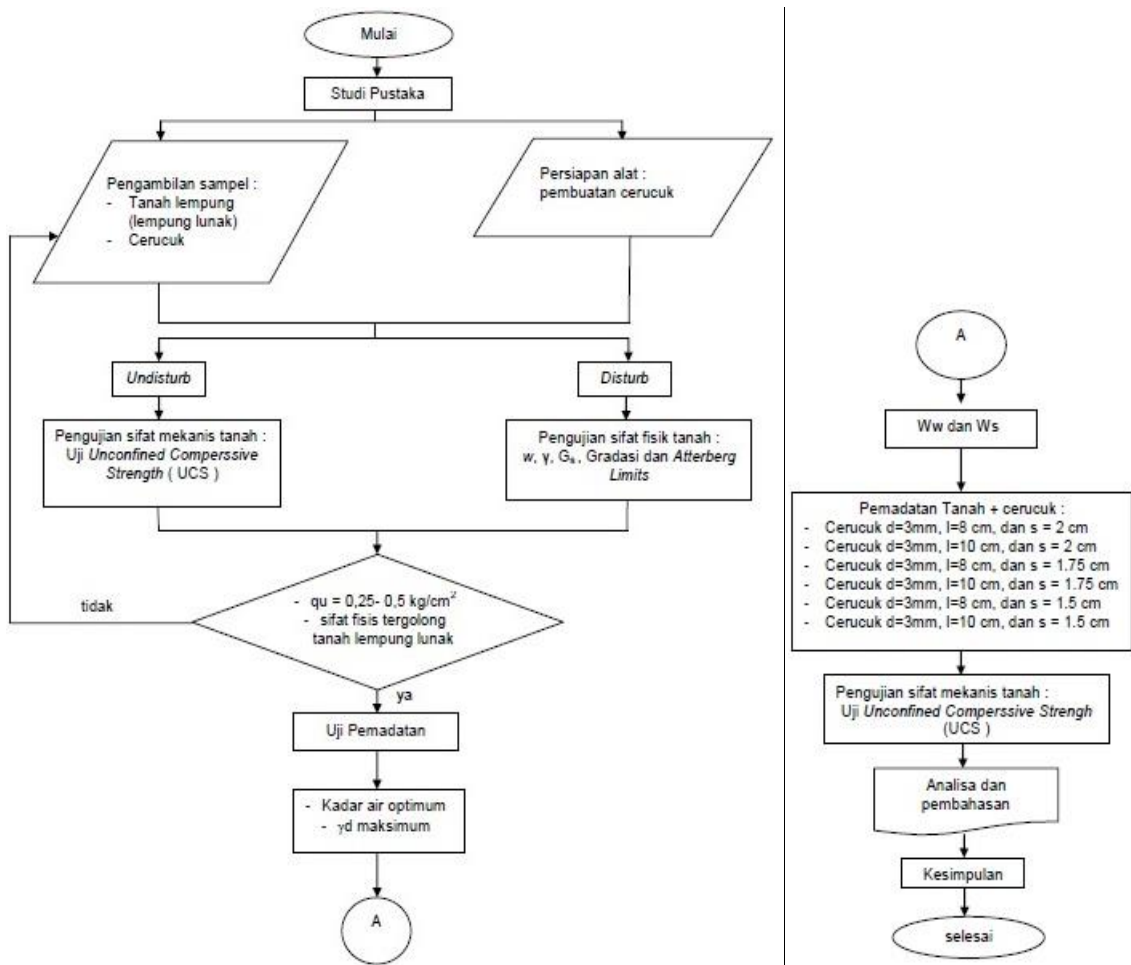 Mulai
Studi Pustaka
Pengambilan sampel :
- Tanah lempung
(lempung lunak)
- Cerucuk
Persiapan alat :
pembuatan cerucuk
Undisturb
Disturb
Pengujian sifat mekanis tanah :
Uji Unconfined Comperssive
Strength ( UCS )
Pengujian sifat fisik tanah :
w, γ, Gₛ, Gradasi dan Atterberg
Limits
tidak
- qu = 0,25- 0,5 kg/cm²
- sifat fisis tergolong
tanah lempung lunak
ya
Uji Pemadatan
- Kadar air optimum
- γd maksimum
A
A
Ww dan Ws
Pemadatan Tanah + cerucuk :
- Cerucuk d=3mm, l=8 cm, dan s = 2 cm
- Cerucuk d=3mm, l=10 cm, dan s = 2 cm
- Cerucuk d=3mm, l=8 cm, dan s = 1.75 cm
- Cerucuk d=3mm, l=10 cm, dan s = 1.75 cm
- Cerucuk d=3mm, l=8 cm, dan s = 1.5 cm
- Cerucuk d=3mm, l=10 cm, dan s = 1.5 cm
Pengujian sifat mekanis tanah :
Uji Unconfined Comperssive Strengh
(UCS )
Analisa dan
pembahasan
Kesimpulan
selesai